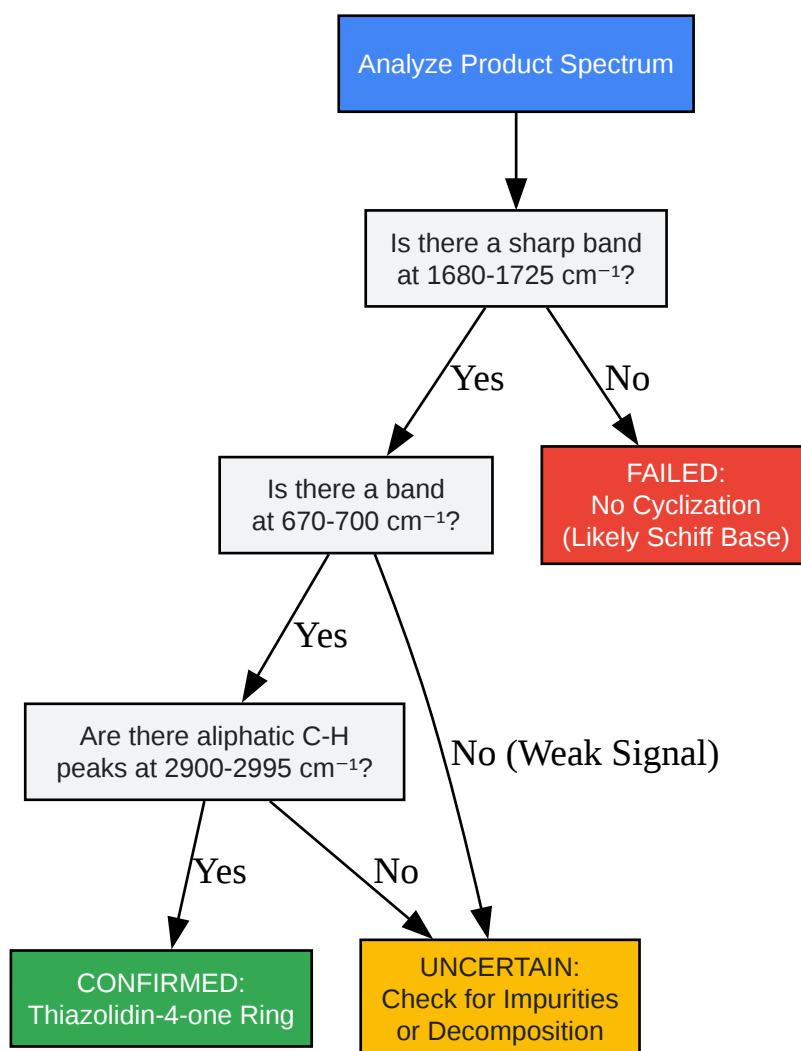 Analyze Product Spectrum
Is there a sharp band
at 1680-1725 cm⁻¹?
Yes
No
Is there a band
at 670-700 cm⁻¹?
FAILED:
No Cyclization
(Likely Schiff Base)
Yes
No (Weak Signal)
Are there aliphatic C-H
peaks at 2900-2995 cm⁻¹?
Yes
No
CONFIRMED:
Thiazolidin-4-one Ring
UNCERTAIN:
Check for Impurities
or Decomposition